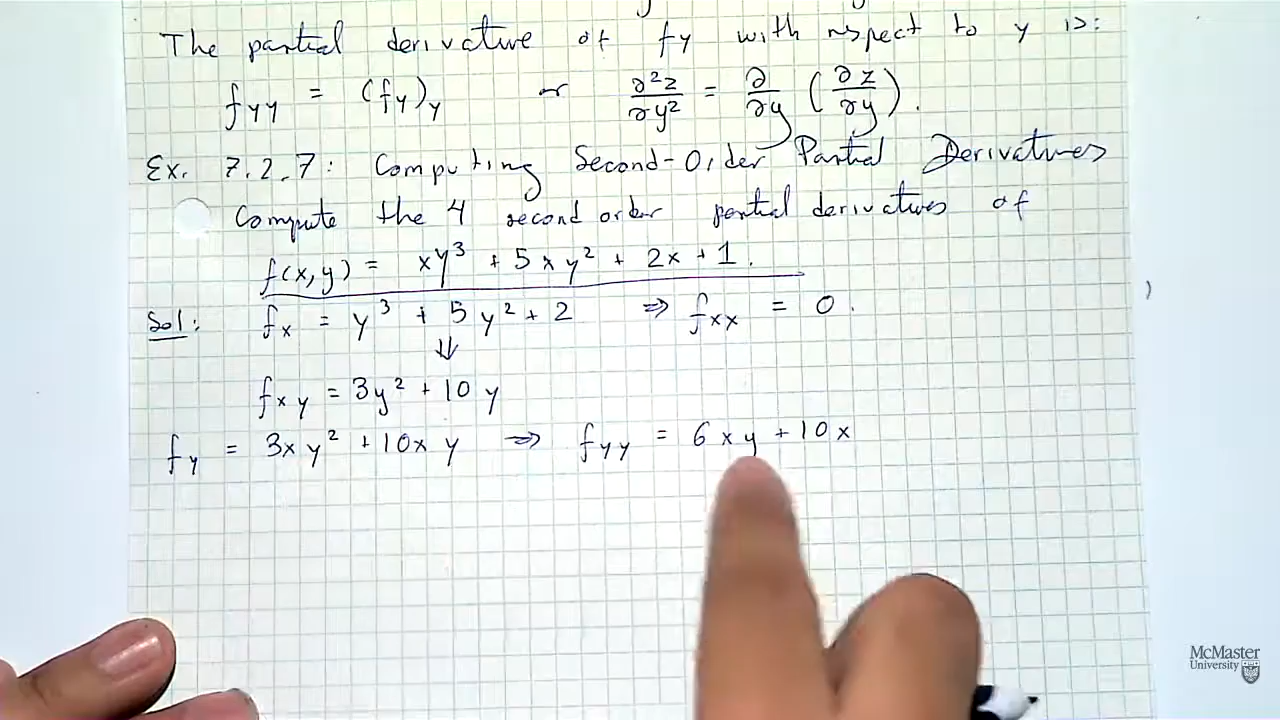 The partial derivative of fy with respect to y is:
fyy = (fy)y or ∂²z/∂y² = ∂/∂y (∂z/∂y).
Ex. 7.2.7: Computing Second-Order Partial Derivatives
Compute the 4 second order partial derivatives of
f(x,y) = xy³ + 5xy² + 2x + 1.
Sol: fx = y³ + 5y² + 2 ⇒ fxx = 0.
⇓
fxy = 3y² + 10y
fy = 3xy² + 10xy ⇒ fyy = 6xy + 10x
McMaster
University